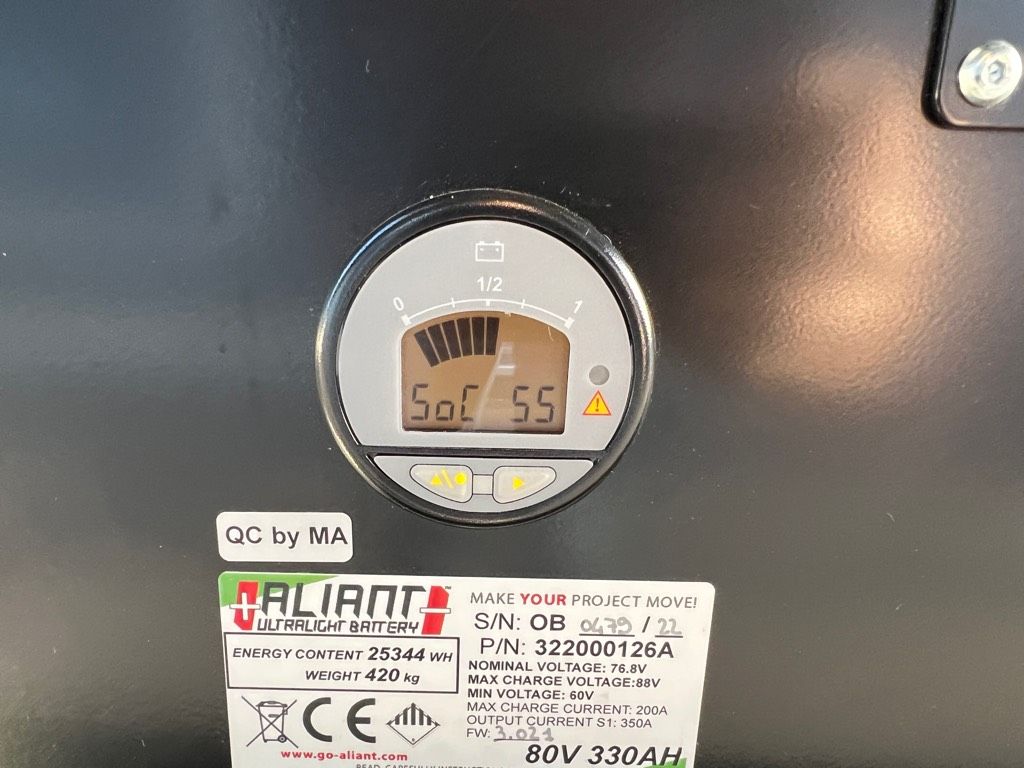 0 1/2 1
SoC 55
QC by MA
ALIANT
ULTRALIGHT BATTERY
ENERGY CONTENT 25344 WH
WEIGHT 420 kg
CE
www.go-aliant.com
MAKE YOUR PROJECT MOVE!
S/N: OB 0479 / 22
P/N: 322000126A
NOMINAL VOLTAGE: 76.8V
MAX CHARGE VOLTAGE:88V
MIN VOLTAGE: 60V
MAX CHARGE CURRENT: 200A
OUTPUT CURRENT S1: 350A
FW: 3.021
80V 330AH